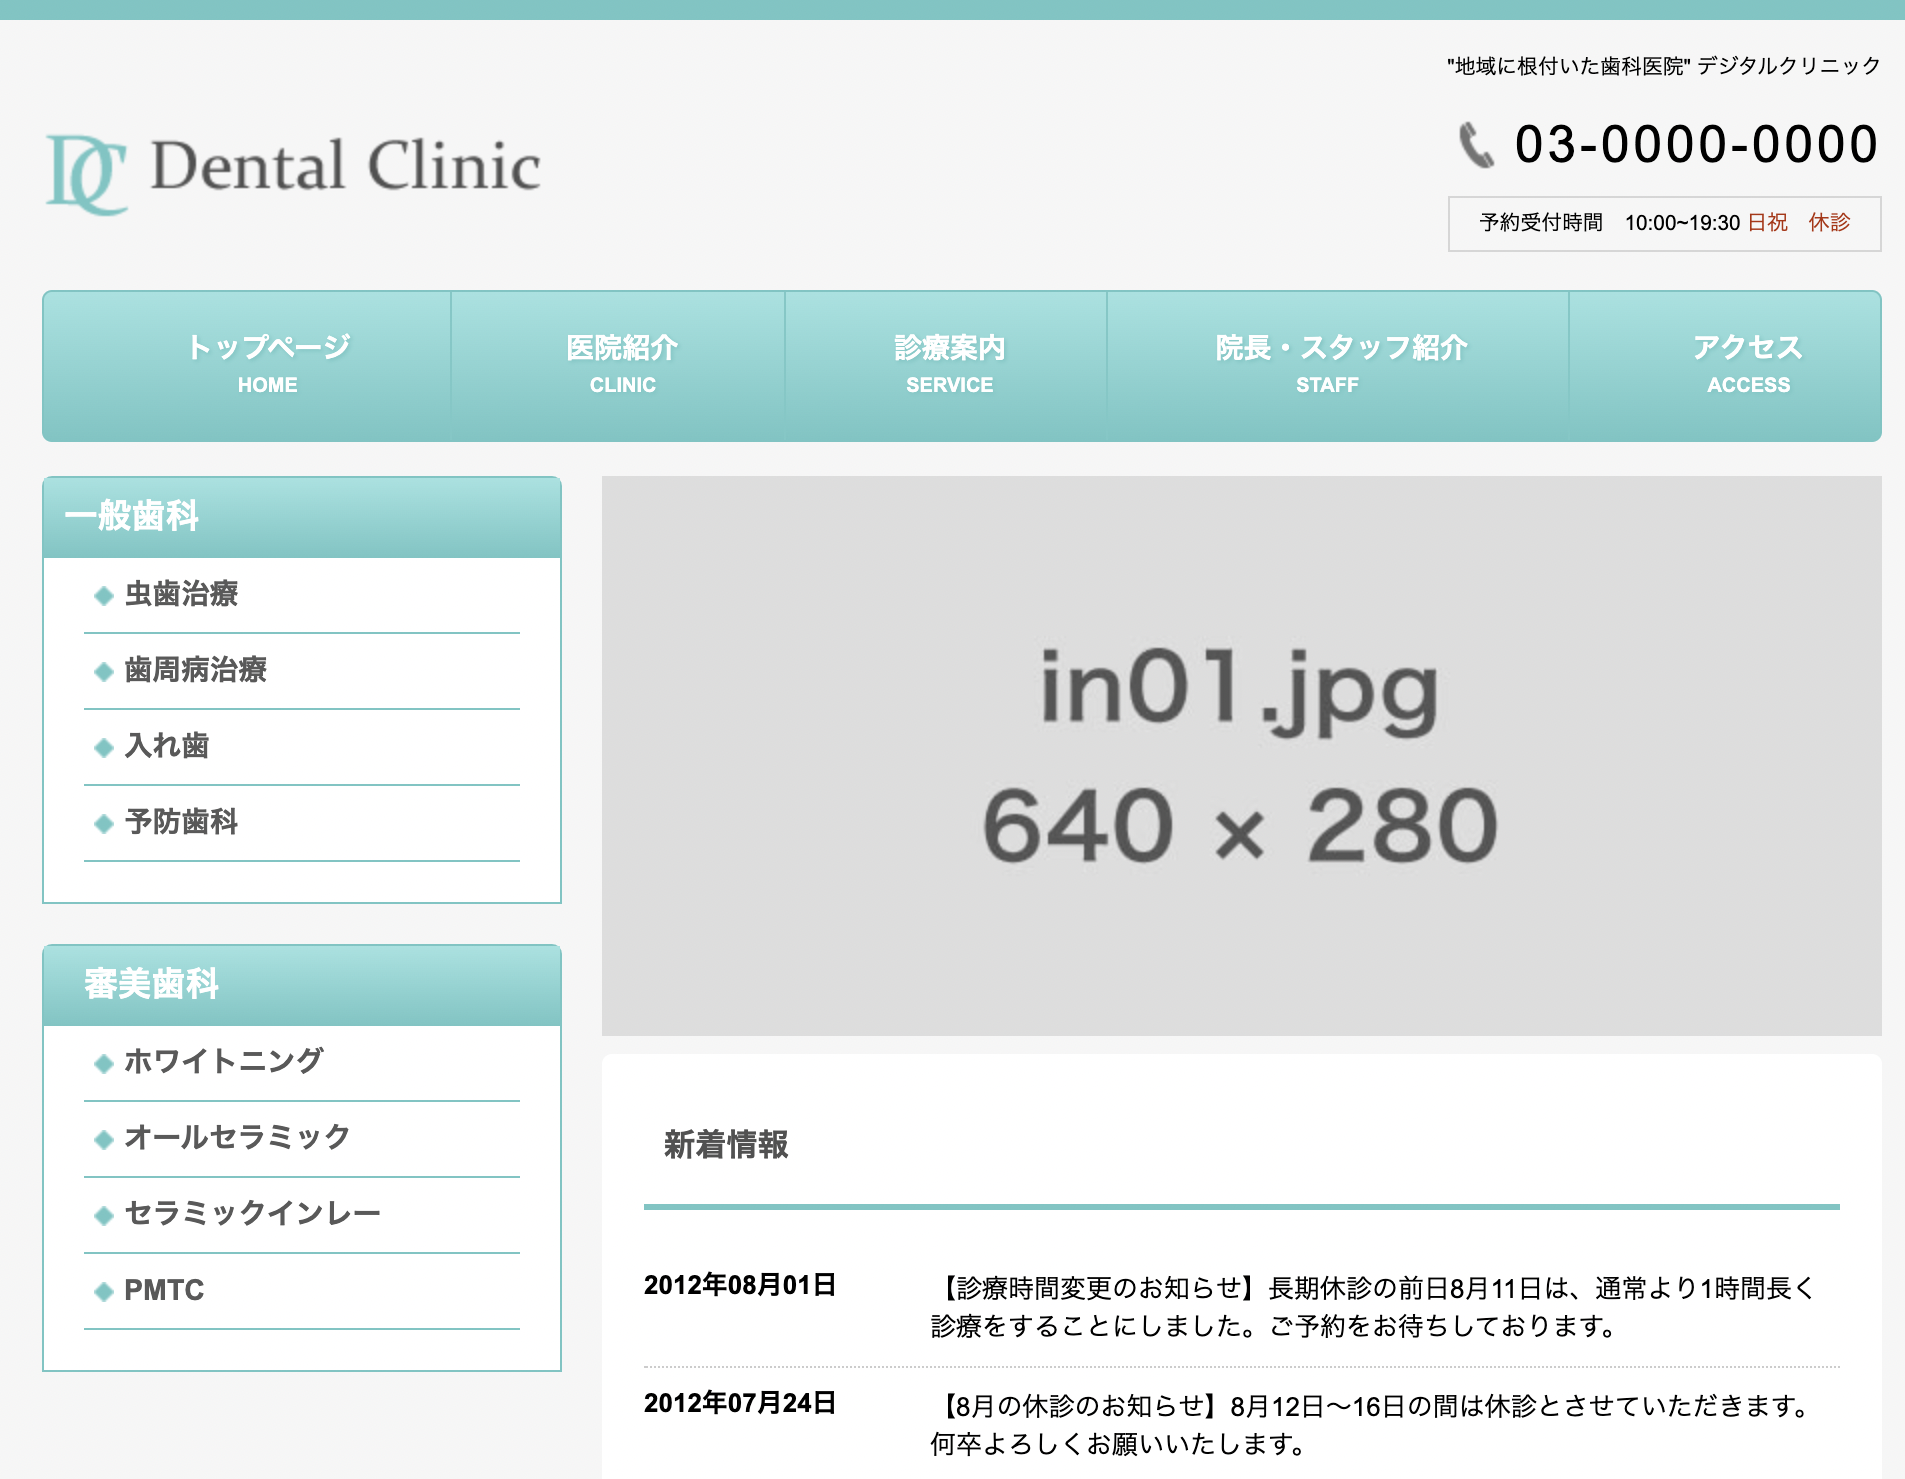 "地域に根付いた歯科医院" デジタルクリニック
DC Dental Clinic
03-0000-0000
予約受付時間　10:00~19:30 日祝　休診
トップページ
HOME
医院紹介
CLINIC
診療案内
SERVICE
院長・スタッフ紹介
STAFF
アクセス
ACCESS
一般歯科
虫歯治療
歯周病治療
入れ歯
予防歯科
審美歯科
ホワイトニング
オールセラミック
セラミックインレー
PMTC
in01.jpg
640 × 280
新着情報
2012年08月01日
【診療時間変更のお知らせ】長期休診の前日8月11日は、通常より1時間長く
診療をすることにしました。ご予約をお待ちしております。
2012年07月24日
【8月の休診のお知らせ】8月12日〜16日の間は休診とさせていただきます。
何卒よろしくお願いいたします。